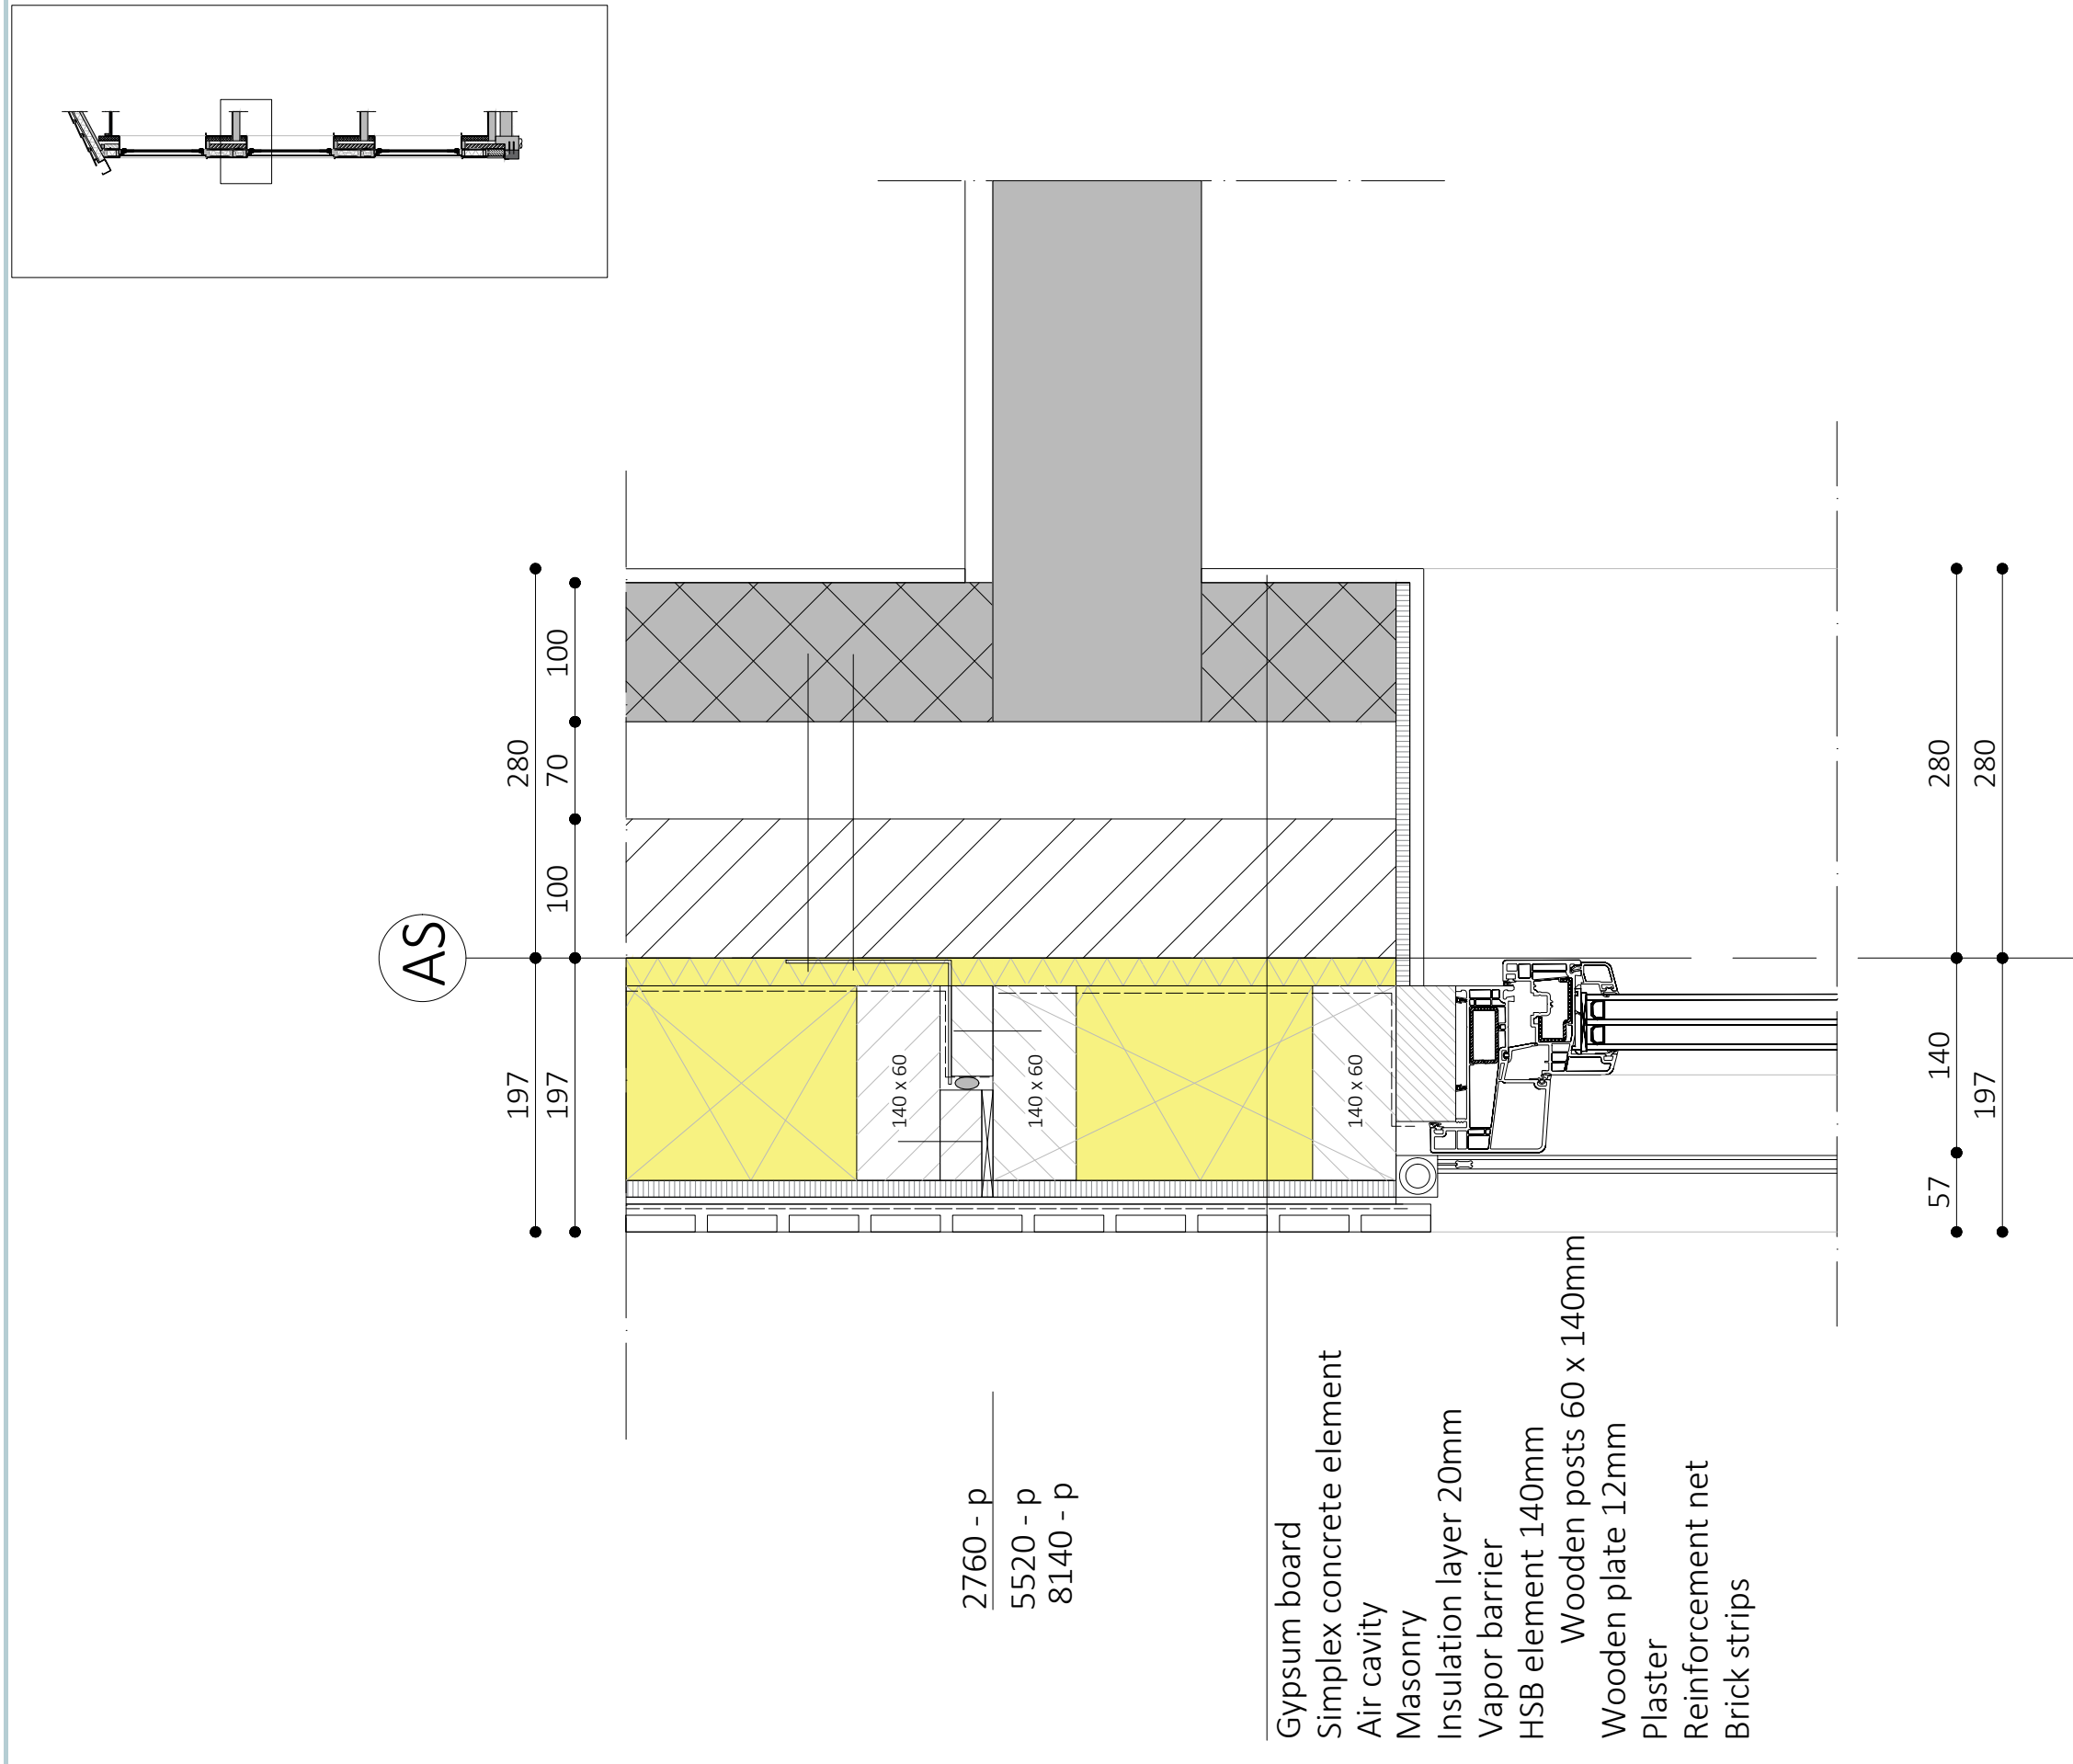 AS
280
100
70
100
197
197
140 x 60
140 x 60
140 x 60
280
280
140
197
57
2760 - p
5520 - p
8140 - p
Gypsum board
Simplex concrete element
Air cavity
Masonry
Insulation layer 20mm
Vapor barrier
HSB element 140mm
Wooden posts 60 x 140mm
Wooden plate 12mm
Plaster
Reinforcement net
Brick strips